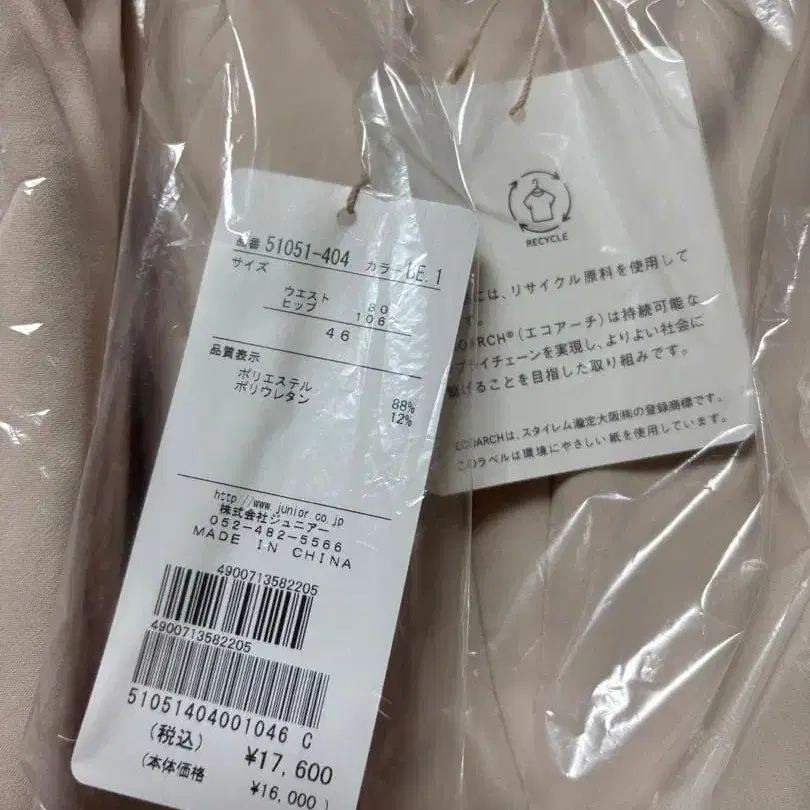 品番 51051-404 カラー BE.1
サイズ
ウエスト 80
ヒップ 106
46
品質表示
ポリエステル 88%
ポリウレタン 12%
http://www.junior.co.jp
株式会社ジュニアー
052-482-5566
MADE IN CHINA
4900713582205
4900713582205
51051404001046 C
(税込) ¥17,600
(本体価格 ¥16,000)
RECYCLE
には、リサイクル原料を使用して
す。
OARCH®(エコアーチ)は持続可能な
プライチェーンを実現し、よりよい社会に
繋げることを目指した取り組みです。
ECOARCHは、スタイレム瀧定大阪㈱の登録商標です。
このラベルは環境にやさしい紙を使用しています。